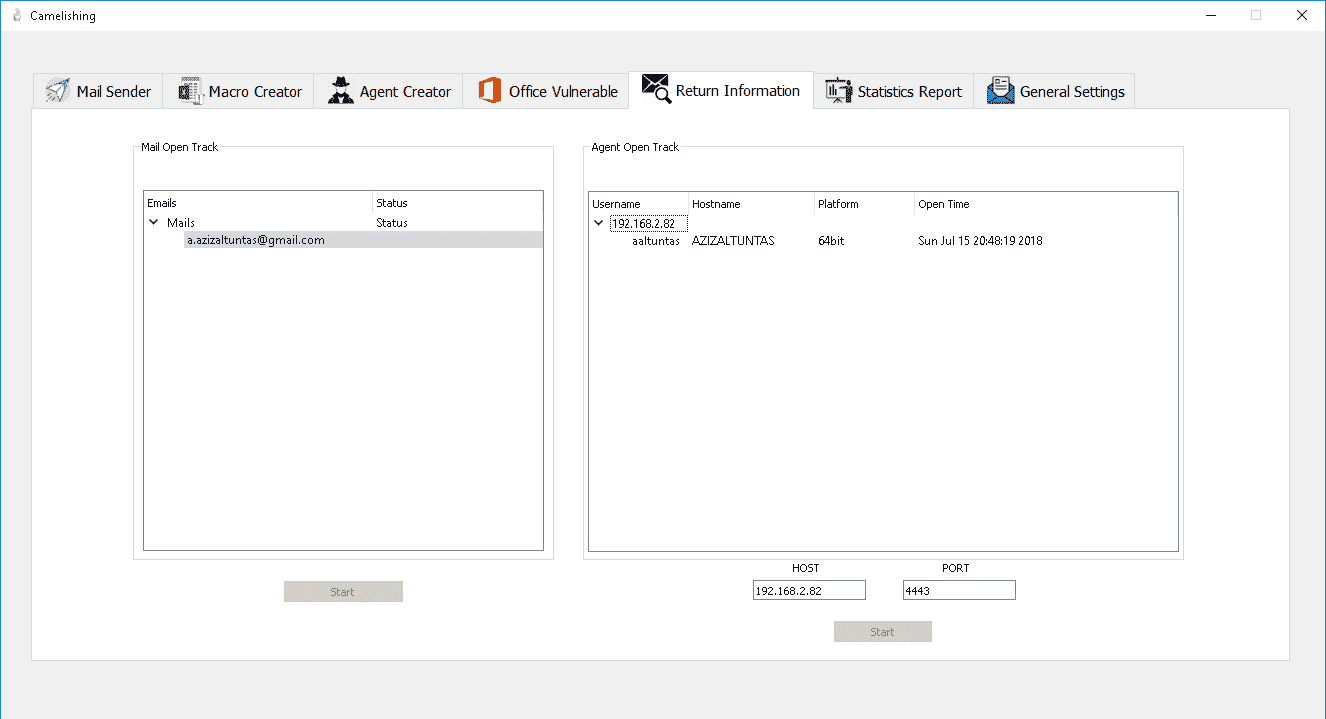 Camelishing
Mail Sender Macro Creator Agent Creator Office Vulnerable Return Information Statistics Report General Settings
Mail Open Track
Emails Status
Mails Status
a.azizaltuntas@gmail.com
Start
Agent Open Track
Username Hostname Platform Open Time
192.168.2.82
aaltuntas AZIZALTUNTAS 64bit Sun Jul 15 20:48:19 2018
HOST PORT
192.168.2.82 4443
Start